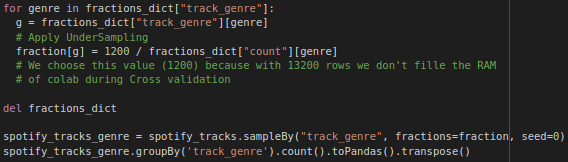 for genre in fractions_dict["track_genre"]:
  g = fractions_dict["track_genre"][genre]
  # Apply UnderSampling
  fraction[g] = 1200 / fractions_dict["count"][genre]
  # We choose this value (1200) because with 13200 rows we don't fille the RAM
  # of colab during Cross validation
del fractions_dict
spotify_tracks_genre = spotify_tracks.sampleBy("track_genre", fractions=fraction, seed=0)
spotify_tracks_genre.groupBy('track_genre').count().toPandas().transpose()